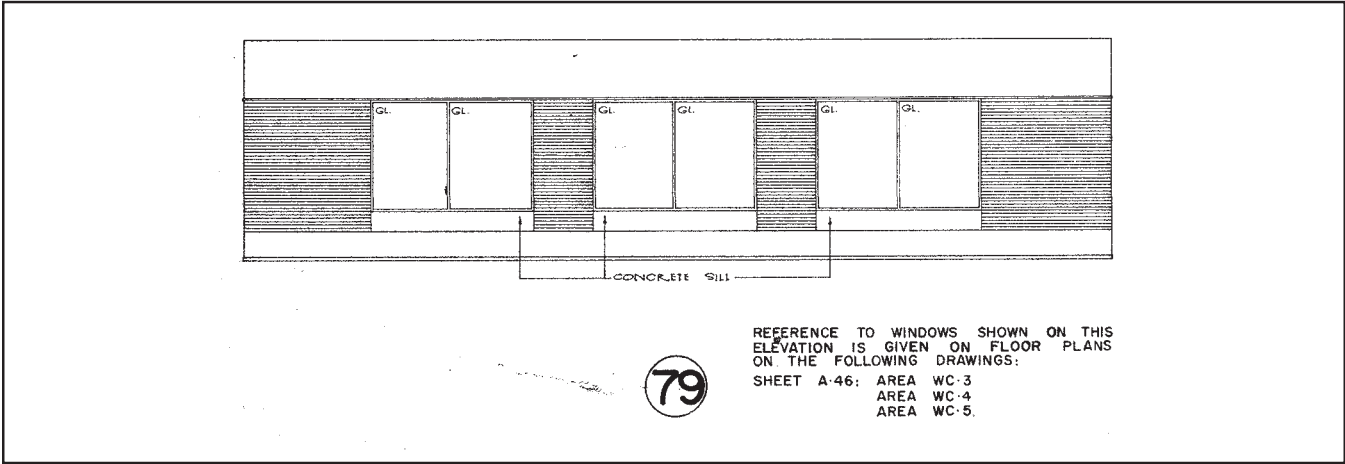 GL. GL. GL. GL. GL. GL.
CONCRETE SILL
79
REFERENCE TO WINDOWS SHOWN ON THIS
ELEVATION IS GIVEN ON FLOOR PLANS
ON THE FOLLOWING DRAWINGS:
SHEET A-46: AREA WC-3
AREA WC-4
AREA WC-5.